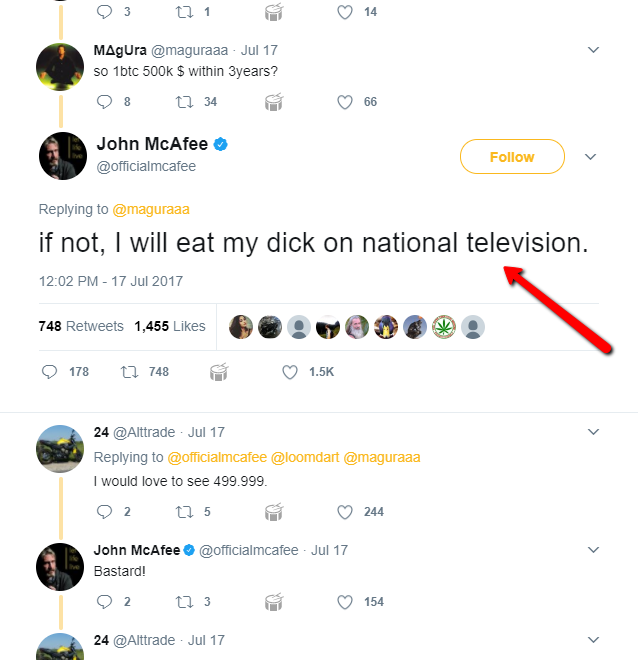 3 1 14
MΔgUra @maguraaa · Jul 17
so 1btc 500k $ within 3years?
8 34 66
John McAfee
@officialmcafee
Follow
Replying to @maguraaa
if not, I will eat my dick on national television.
12:02 PM - 17 Jul 2017
748 Retweets 1,455 Likes
178 748 1.5K
24 @Alttrade · Jul 17
Replying to @officialmcafee @loomdart @maguraaa
I would love to see 499.999.
2 5 244
John McAfee @officialmcafee · Jul 17
Bastard!
2 3 154
24 @Alttrade · Jul 17